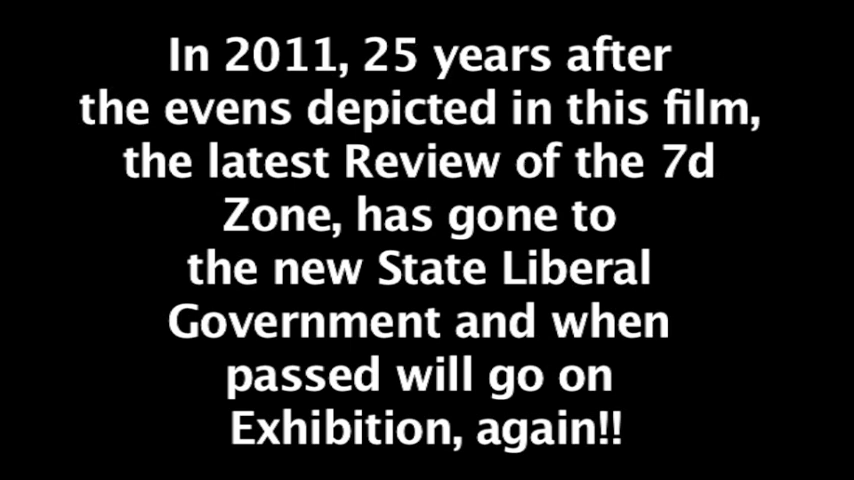 In 2011, 25 years after
the evens depicted in this film,
the latest Review of the 7d
Zone, has gone to
the new State Liberal
Government and when
passed will go on
Exhibition, again!!